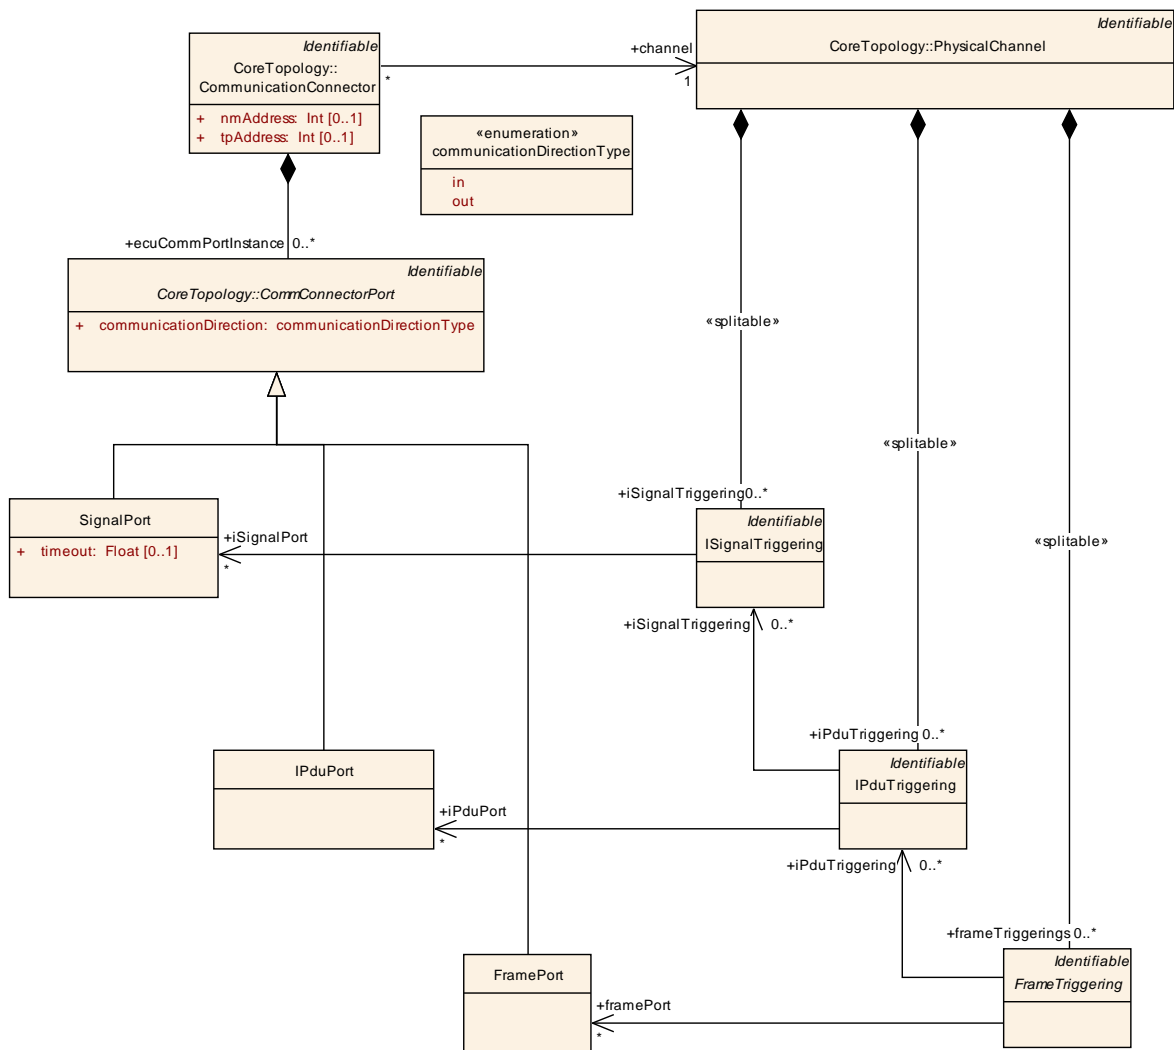 Identifiable
CoreTopology::PhysicalChannel
Identifiable
CoreTopology::
CommunicationConnector
+ nmAddress: Int [0..1]
+ tpAddress: Int [0..1]
+channel
*
1
«enumeration»
communicationDirectionType
in
out
+ecuCommPortInstance 0..*
Identifiable
CoreTopology::CommConnectorPort
+ communicationDirection: communicationDirectionType
«splitable»
«splitable»
«splitable»
SignalPort
+ timeout: Float [0..1]
+iSignalPort
*
+iSignalTriggering 0..*
Identifiable
ISignalTriggering
+iSignalTriggering 0..*
IPduPort
+iPduPort
*
+iPduTriggering 0..*
Identifiable
IPduTriggering
+iPduTriggering 0..*
FramePort
+framePort
*
+frameTriggerings 0..*
Identifiable
FrameTriggering